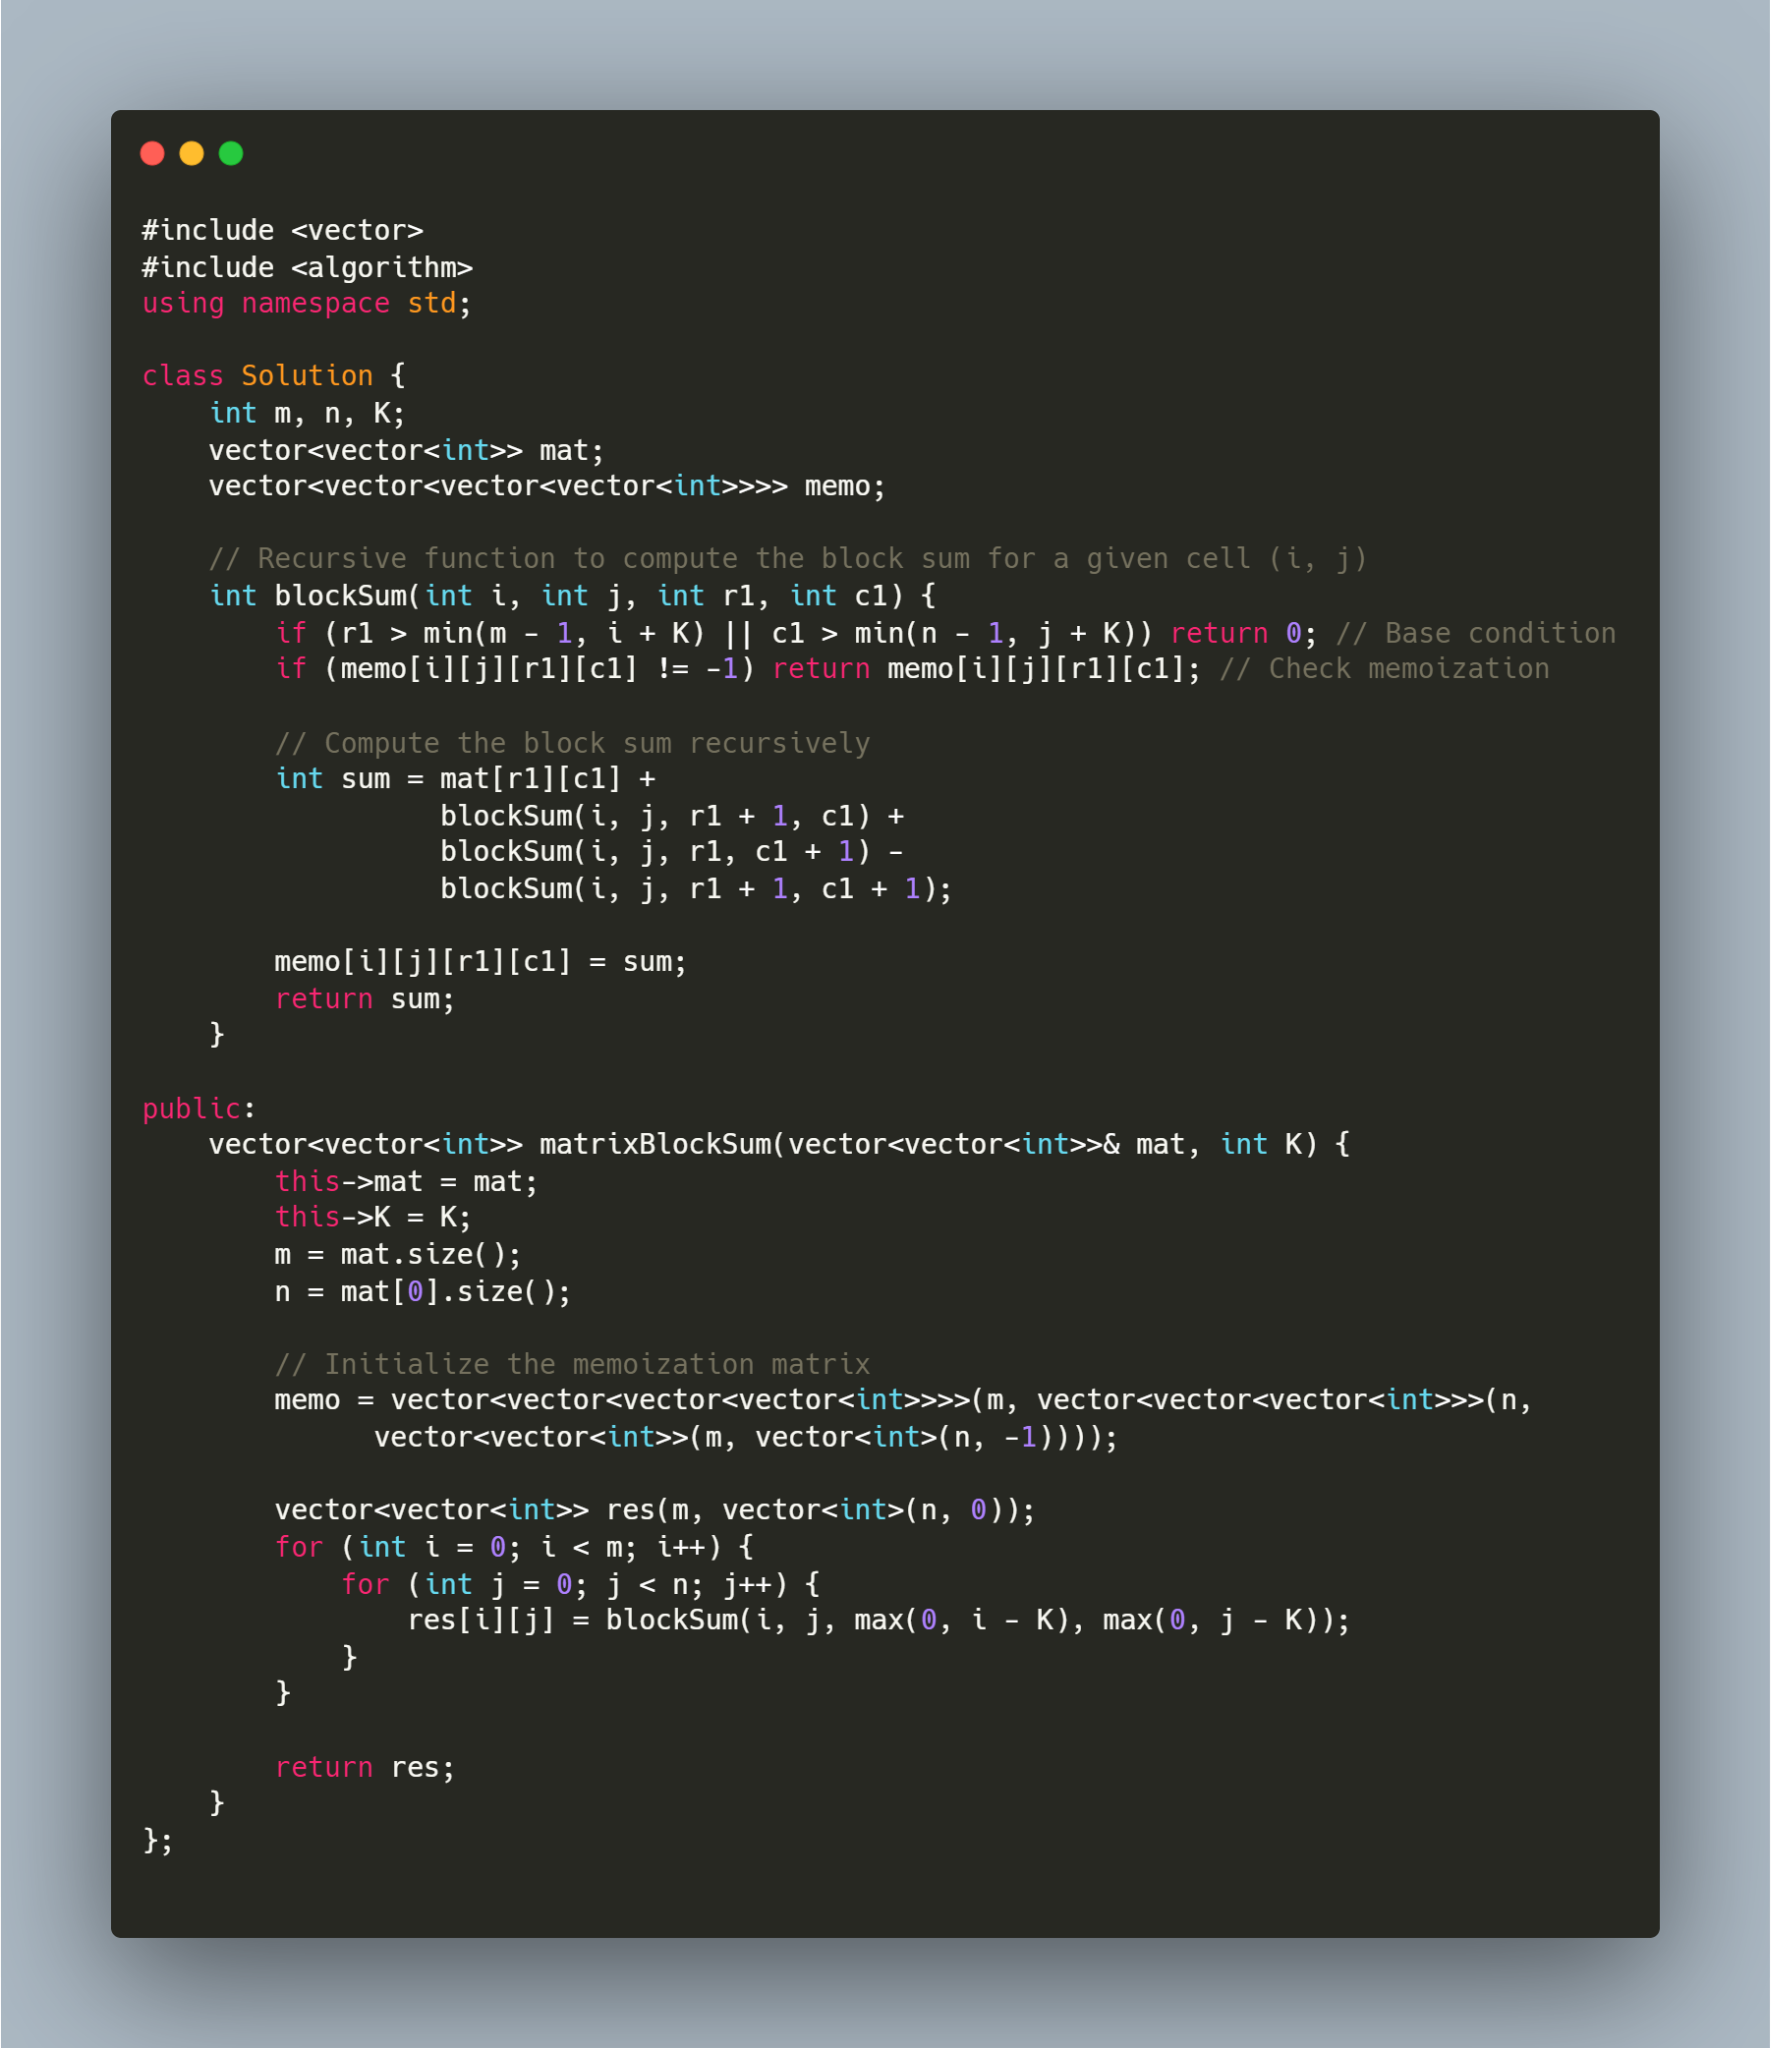 #include <vector>
#include <algorithm>
using namespace std;

class Solution {
    int m, n, K;
    vector<vector<int>> mat;
    vector<vector<vector<vector<int>>>> memo;

    // Recursive function to compute the block sum for a given cell (i, j)
    int blockSum(int i, int j, int r1, int c1) {
        if (r1 > min(m - 1, i + K) || c1 > min(n - 1, j + K)) return 0; // Base condition
        if (memo[i][j][r1][c1] != -1) return memo[i][j][r1][c1]; // Check memoization

        // Compute the block sum recursively
        int sum = mat[r1][c1] +
                  blockSum(i, j, r1 + 1, c1) +
                  blockSum(i, j, r1, c1 + 1) -
                  blockSum(i, j, r1 + 1, c1 + 1);

        memo[i][j][r1][c1] = sum;
        return sum;
    }

public:
    vector<vector<int>> matrixBlockSum(vector<vector<int>>& mat, int K) {
        this->mat = mat;
        this->K = K;
        m = mat.size();
        n = mat[0].size();

        // Initialize the memoization matrix
        memo = vector<vector<vector<vector<int>>>>(m, vector<vector<vector<int>>>(n,
              vector<vector<int>>(m, vector<int>(n, -1))));

        vector<vector<int>> res(m, vector<int>(n, 0));
        for (int i = 0; i < m; i++) {
            for (int j = 0; j < n; j++) {
                res[i][j] = blockSum(i, j, max(0, i - K), max(0, j - K));
            }
        }

        return res;
    }
};